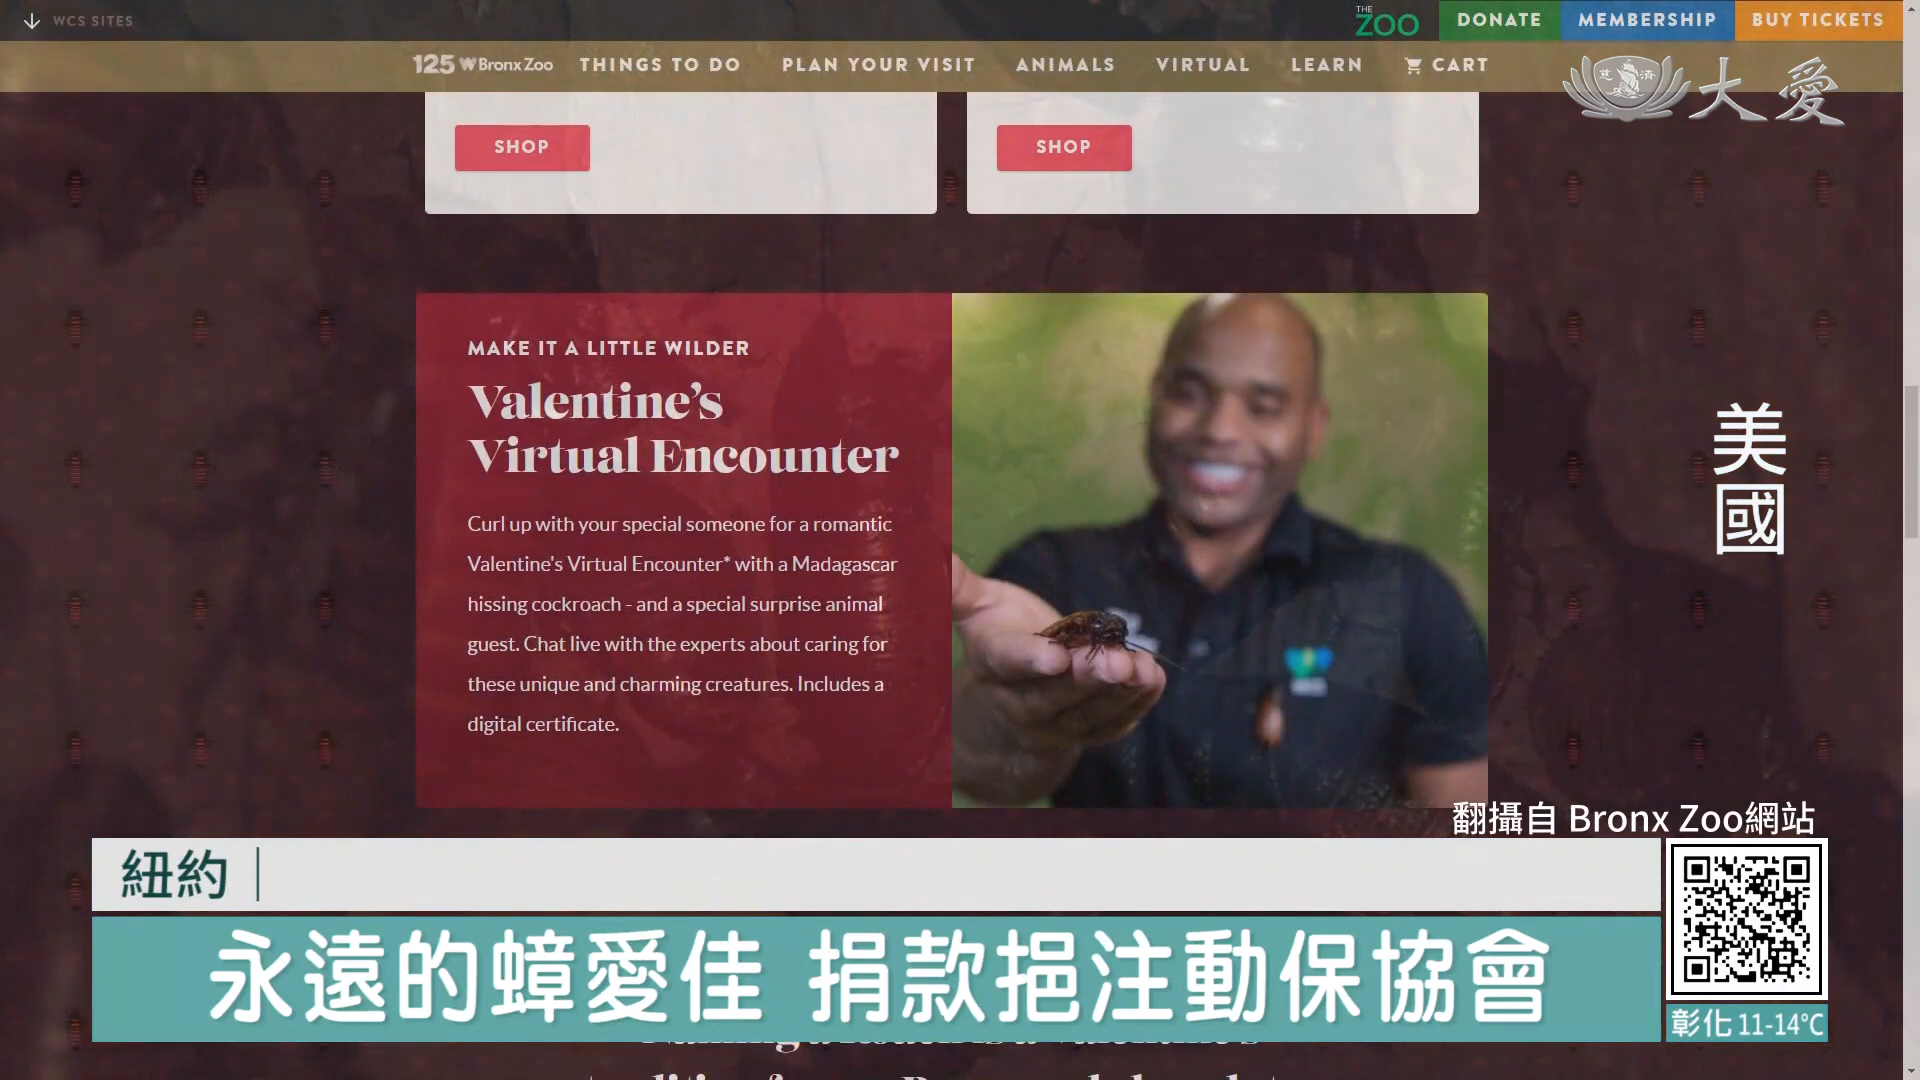 WCS SITES
THE
ZOO
DONATE
MEMBERSHIP
BUY TICKETS
125 Bronx Zoo
THINGS TO DO
PLAN YOUR VISIT
ANIMALS
VIRTUAL
LEARN
CART
慈濟
大愛
SHOP
SHOP
MAKE IT A LITTLE WILDER
Valentine's
Virtual Encounter
Curl up with your special someone for a romantic
Valentine's Virtual Encounter* with a Madagascar
hissing cockroach - and a special surprise animal
guest. Chat live with the experts about caring for
these unique and charming creatures. Includes a
digital certificate.
美國
翻攝自 Bronx Zoo網站
紐約
永遠的蟑愛佳 捐款挹注動保協會
彰化 11-14°C